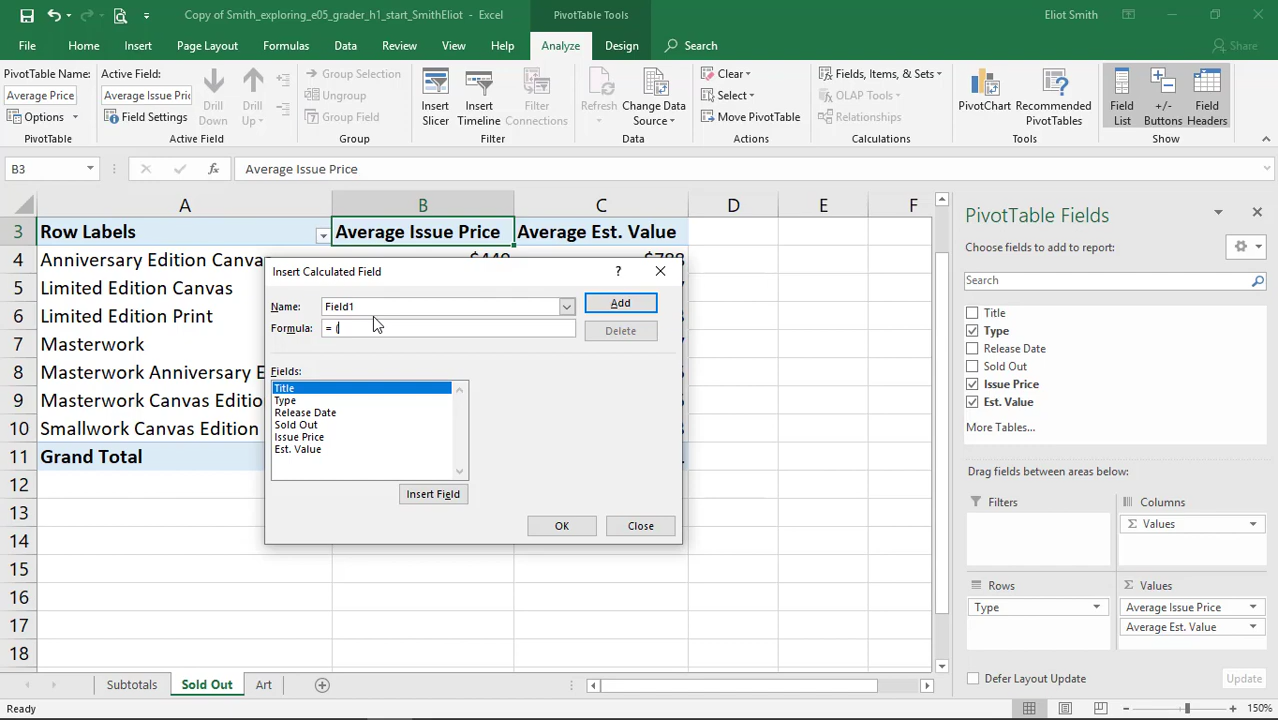 Copy of Smith_exploring_e05_grader_h1_start_SmithEliot - Excel
PivotTable Tools
Eliot Smith
File Home Insert Page Layout Formulas Data Review View Help Analyze Design Search Share
PivotTable Name:
Average Price
Options
PivotTable
Active Field:
Average Issue Pri
Field Settings
Drill Down
Drill Up
Active Field
Group Selection
Ungroup
Group Field
Group
Insert Slicer
Insert Timeline
Filter Connections
Filter
Refresh
Change Data Source
Data
Clear
Select
Move PivotTable
Actions
Fields, Items, & Sets
OLAP Tools
Relationships
Calculations
PivotChart
Recommended PivotTables
Tools
Field List
+/- Buttons
Field Headers
Show
B3
fx
Average Issue Price
A B C D E F
3 Row Labels Average Issue Price Average Est. Value
4 Anniversary Edition Canva
5 Limited Edition Canvas
6 Limited Edition Print
7 Masterwork
8 Masterwork Anniversary E
9 Masterwork Canvas Editio
10 Smallwork Canvas Edition
11 Grand Total
12
13
14
15
16
17
18
Insert Calculated Field
?
Name: Field1
Add
Formula: = (
Delete
Fields:
Title
Type
Release Date
Sold Out
Issue Price
Est. Value
Insert Field
OK
Close
PivotTable Fields
Choose fields to add to report:
Search
Title
Type
Release Date
Sold Out
Issue Price
Est. Value
More Tables...
Drag fields between areas below:
Filters
Columns
Σ Values
Rows
Type
Σ Values
Average Issue Price
Average Est. Value
Defer Layout Update
Update
Subtotals Sold Out Art
Ready
150%